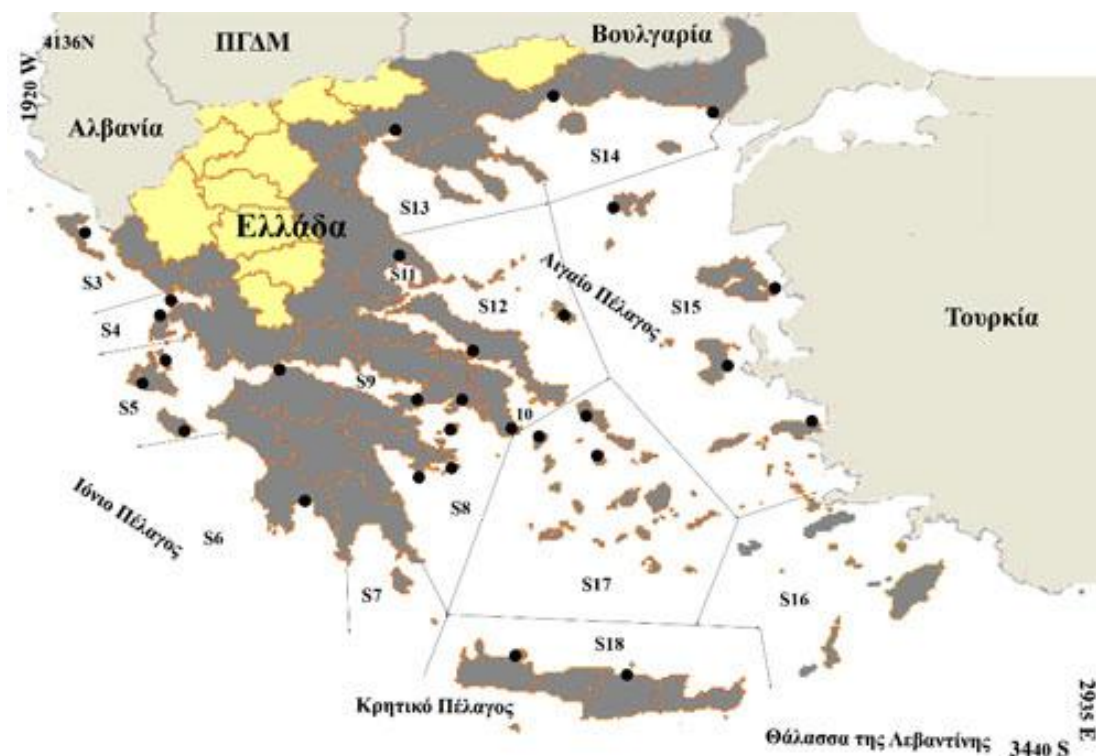 4136N
ΠΓΔΜ
Βουλγαρία
1920 W
Αλβανία
S14
S13
Ελλάδα
S3
S11
S12
Αιγαίο Πέλαγος
S15
Τουρκία
S4
S5
S9
10
Ιόνιο Πέλαγος
S6
S8
S7
S17
S16
S18
Κρητικό Πέλαγος
2935 E
Θάλασσα της Λεβαντίνης
3440 S